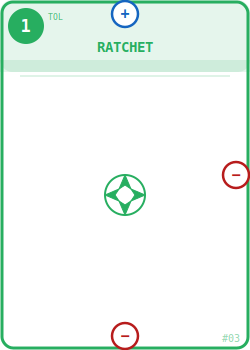 +
1 TOL
RATCHET
−
−
#03